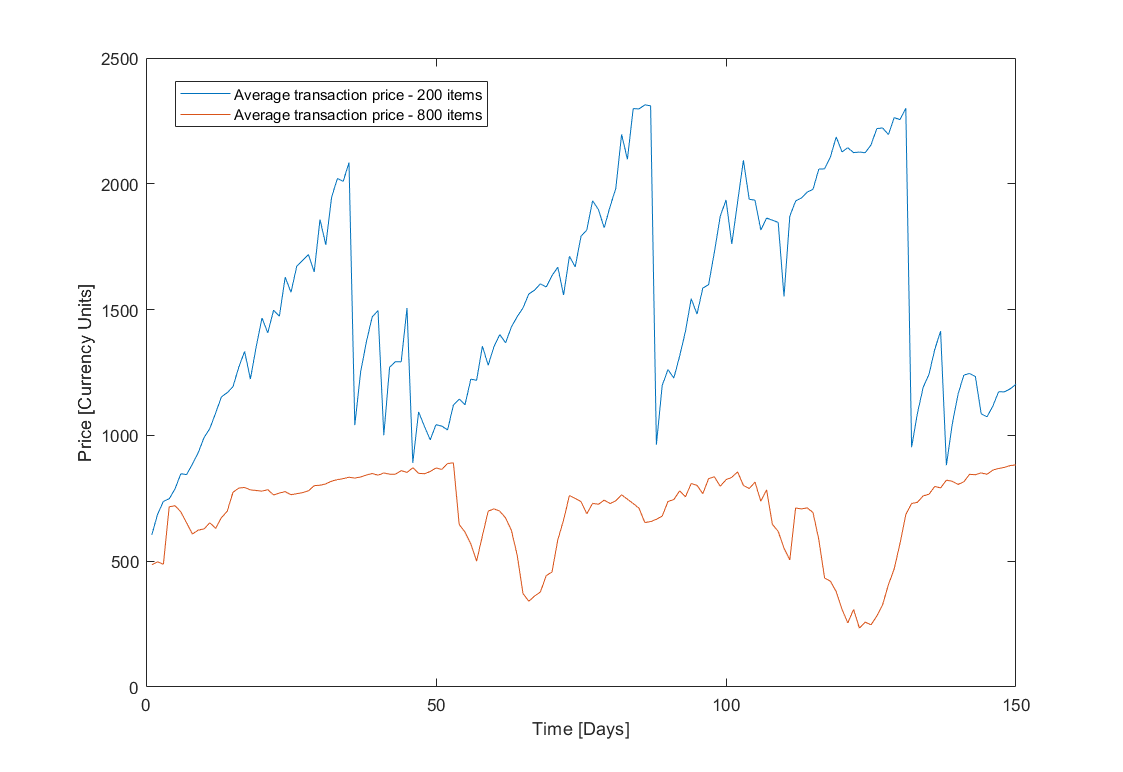 2500
Average transaction price - 200 items
Average transaction price - 800 items
2000
1500
1000
500
0
Price [Currency Units]
0 50 100 150
Time [Days]